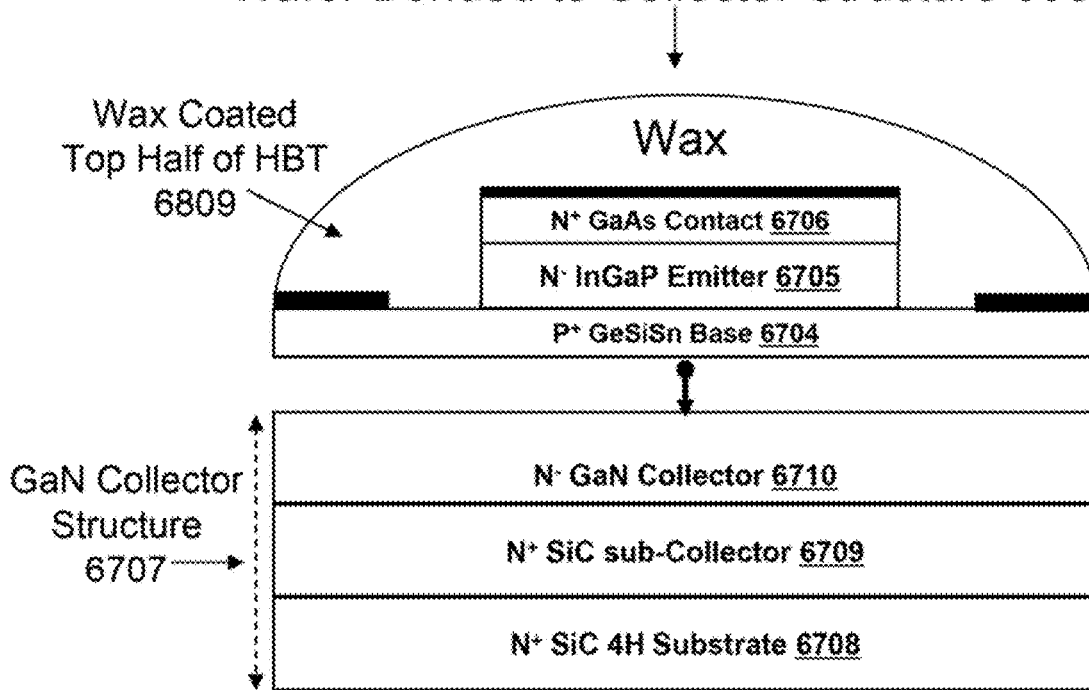 Wax Coated
Top Half of HBT
6809
Wax
N⁺ GaAs Contact 6706
N⁻ InGaP Emitter 6705
P⁺ GeSiSn Base 6704
GaN Collector
Structure
6707
N⁻ GaN Collector 6710
N⁺ SiC sub-Collector 6709
N⁺ SiC 4H Substrate 6708